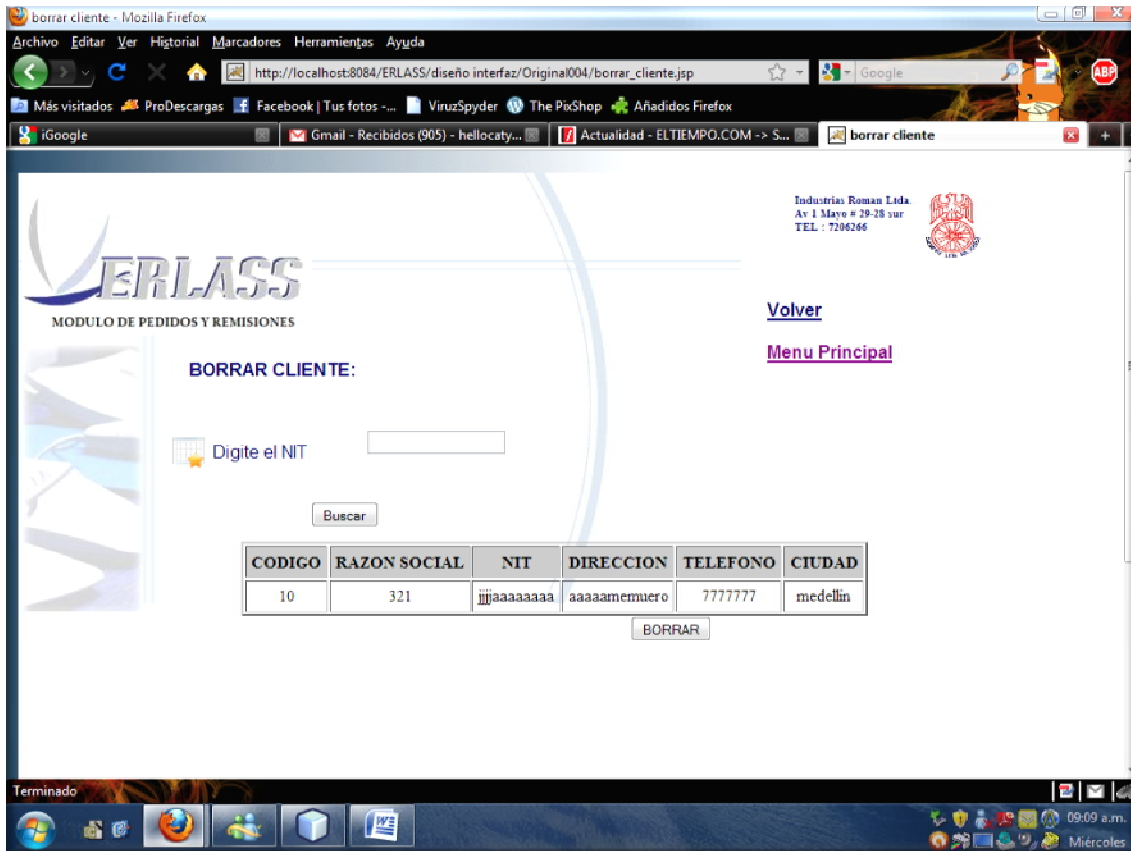 borrar cliente - Mozilla Firefox
Archivo Editar Ver Historial Marcadores Herramientas Ayuda
http://localhost:8084/ERLASS/diseño interfaz/Original004/borrar_cliente.jsp
Google
ABP
Más visitados ProDescargas Facebook | Tus fotos -... ViruzSpyder The PixShop Añadidos Firefox
iGoogle Gmail - Recibidos (905) - hellocaty... Actualidad - ELTIEMPO.COM -> S... borrar cliente
Industrias Roman Ltda.
Av 1 Mayo # 29-28 sur
TEL : 7206266
ERLASS
MODULO DE PEDIDOS Y REMISIONES
Volver
Menu Principal
BORRAR CLIENTE:
Digite el NIT
Buscar
CODIGO RAZON SOCIAL NIT DIRECCION TELEFONO CIUDAD
10 321 jjjjaaaaaaaa aaaaamemuero 7777777 medellin
BORRAR
Terminado
09:09 a.m.
Miércoles